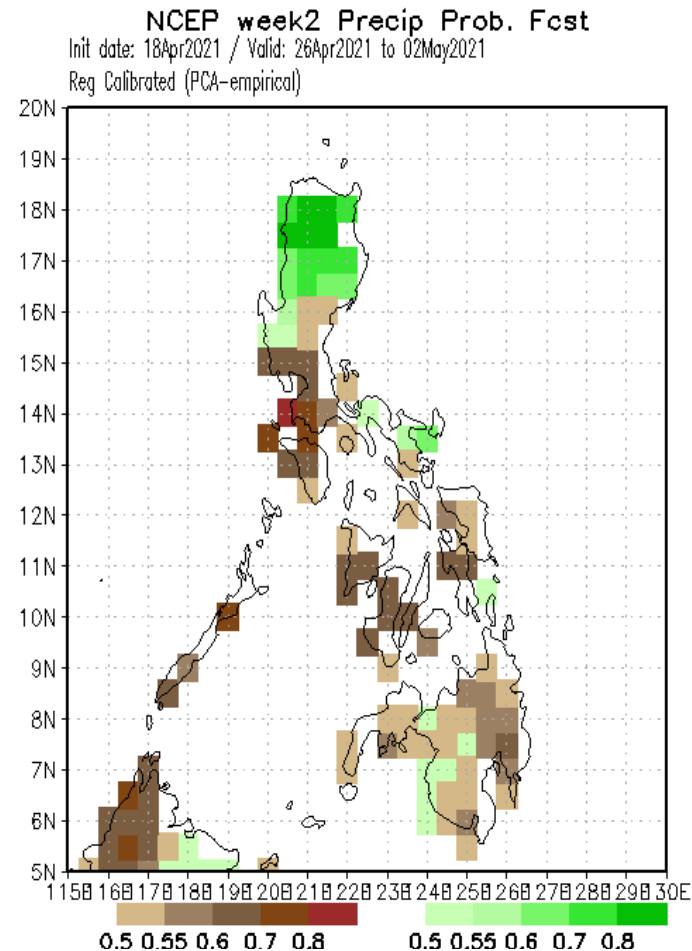 NCEP week2 Precip Prob. Fcst
Init date: 18Apr2021 / Valid: 26Apr2021 to 02May2021
Reg Calibrated (PCA-empirical)
20N
19N
18N
17N
16N
15N
14N
13N
12N
11N
10N
9N
8N
7N
6N
5N
115E 116E 117E 118E 119E 120E 121E 122E 123E 124E 125E 126E 127E 128E 129E 130E
0.5 0.55 0.6 0.7 0.8 0.5 0.55 0.6 0.7 0.8